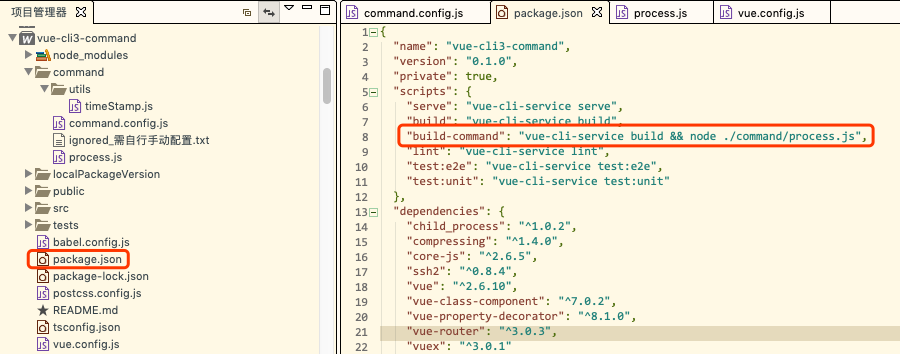 项目管理器
vue-cli3-command
node_modules
command
utils
timeStamp.js
command.config.js
ignored_需自行手动配置.txt
process.js
localPackageVersion
public
src
tests
babel.config.js
package.json
package-lock.json
postcss.config.js
README.md
tsconfig.json
vue.config.js
command.config.js
package.json
process.js
vue.config.js
1 {
2 "name": "vue-cli3-command",
3 "version": "0.1.0",
4 "private": true,
5 "scripts": {
6 "serve": "vue-cli-service serve",
7 "build": "vue-cli-service build",
8 "build-command": "vue-cli-service build && node ./command/process.js",
9 "lint": "vue-cli-service lint",
10 "test:e2e": "vue-cli-service test:e2e",
11 "test:unit": "vue-cli-service test:unit"
12 },
13 "dependencies": {
14 "child_process": "^1.0.2",
15 "compressing": "^1.4.0",
16 "core-js": "^2.6.5",
17 "ssh2": "^0.8.4",
18 "vue": "^2.6.10",
19 "vue-class-component": "^7.0.2",
20 "vue-property-decorator": "^8.1.0",
21 "vue-router": "^3.0.3",
22 "vuex": "^3.0.1"